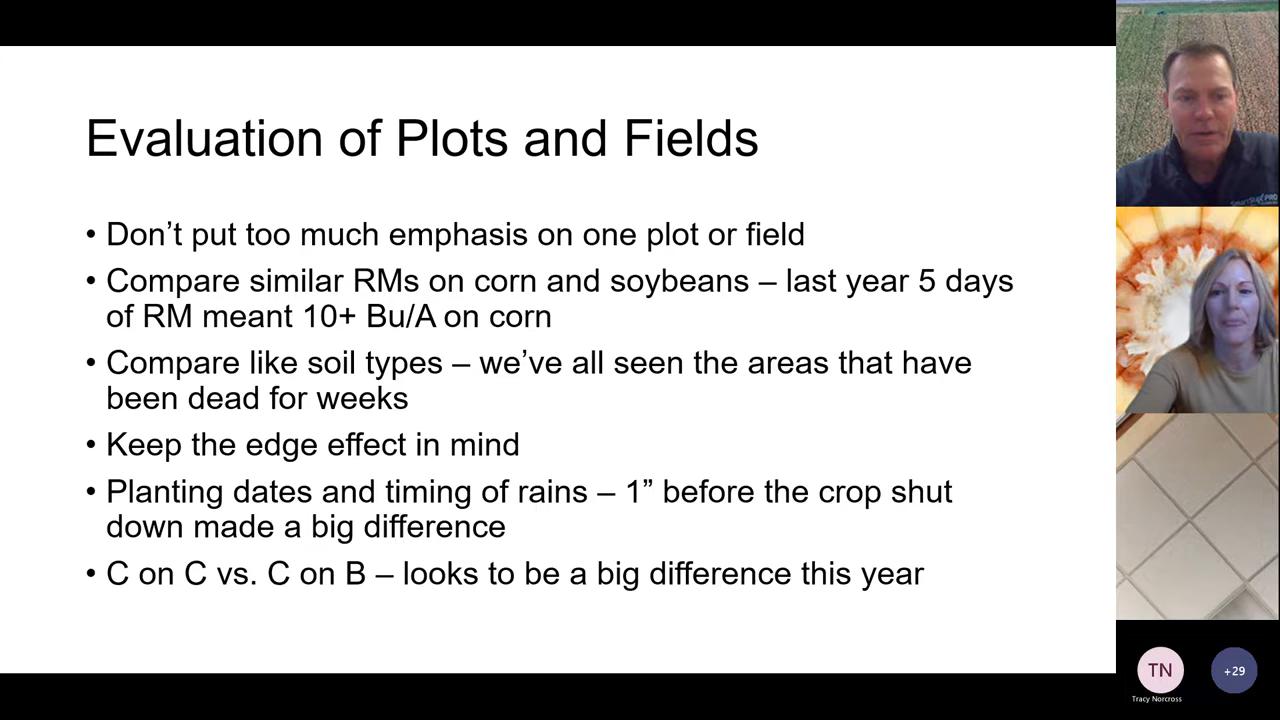 Evaluation of Plots and Fields
• Don’t put too much emphasis on one plot or field
• Compare similar RMs on corn and soybeans – last year 5 days
of RM meant 10+ Bu/A on corn
• Compare like soil types – we’ve all seen the areas that have
been dead for weeks
• Keep the edge effect in mind
• Planting dates and timing of rains – 1” before the crop shut
down made a big difference
• C on C vs. C on B – looks to be a big difference this year
TN
+29
Tracy Norcross